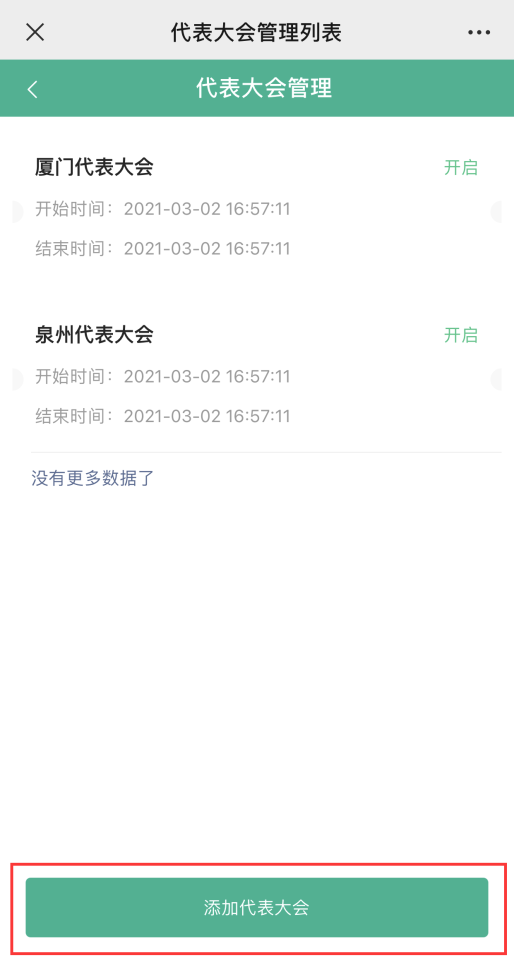 代表大会管理列表
代表大会管理
厦门代表大会 开启
开始时间：2021-03-02 16:57:11
结束时间：2021-03-02 16:57:11
泉州代表大会 开启
开始时间：2021-03-02 16:57:11
结束时间：2021-03-02 16:57:11
没有更多数据了
添加代表大会